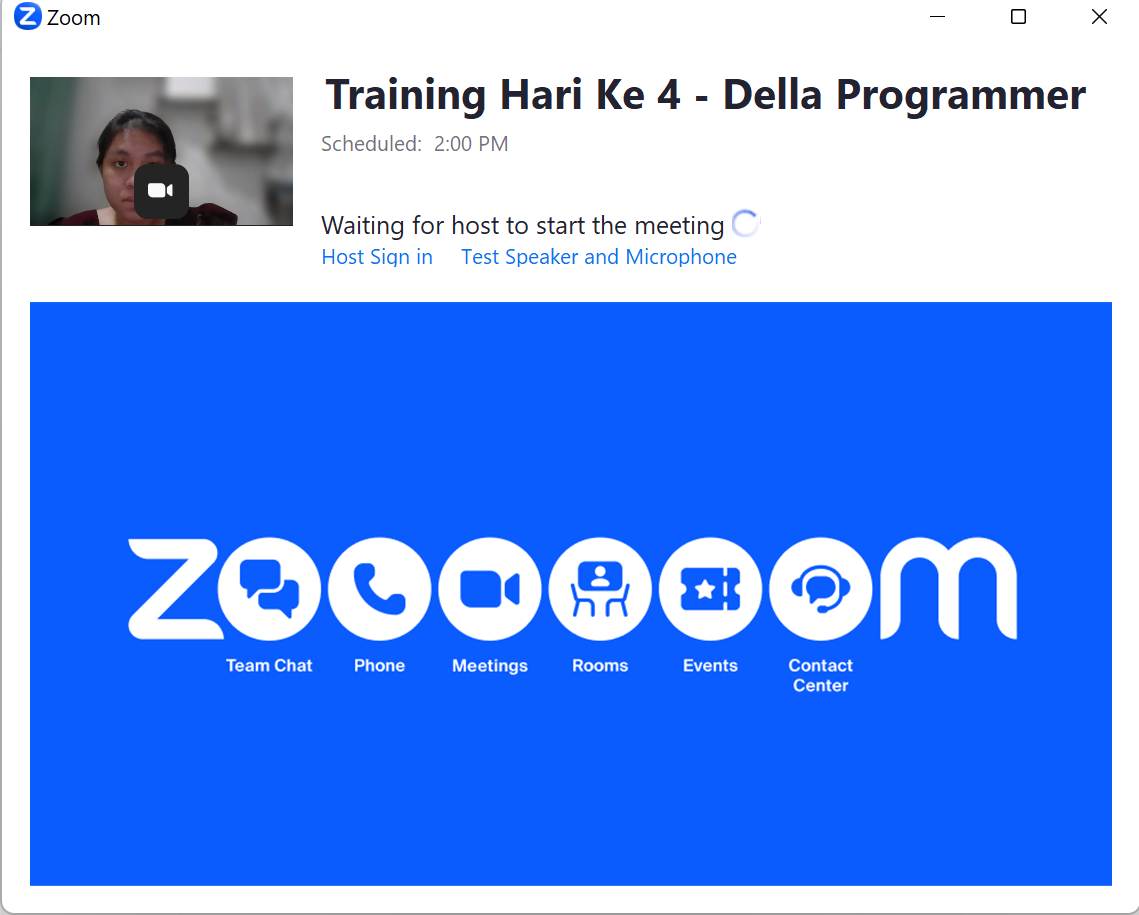 Zoom
Training Hari Ke 4 - Della Programmer
Scheduled: 2:00 PM
Waiting for host to start the meeting
Host Sign in Test Speaker and Microphone
zoooooom
Team Chat Phone Meetings Rooms Events Contact Center